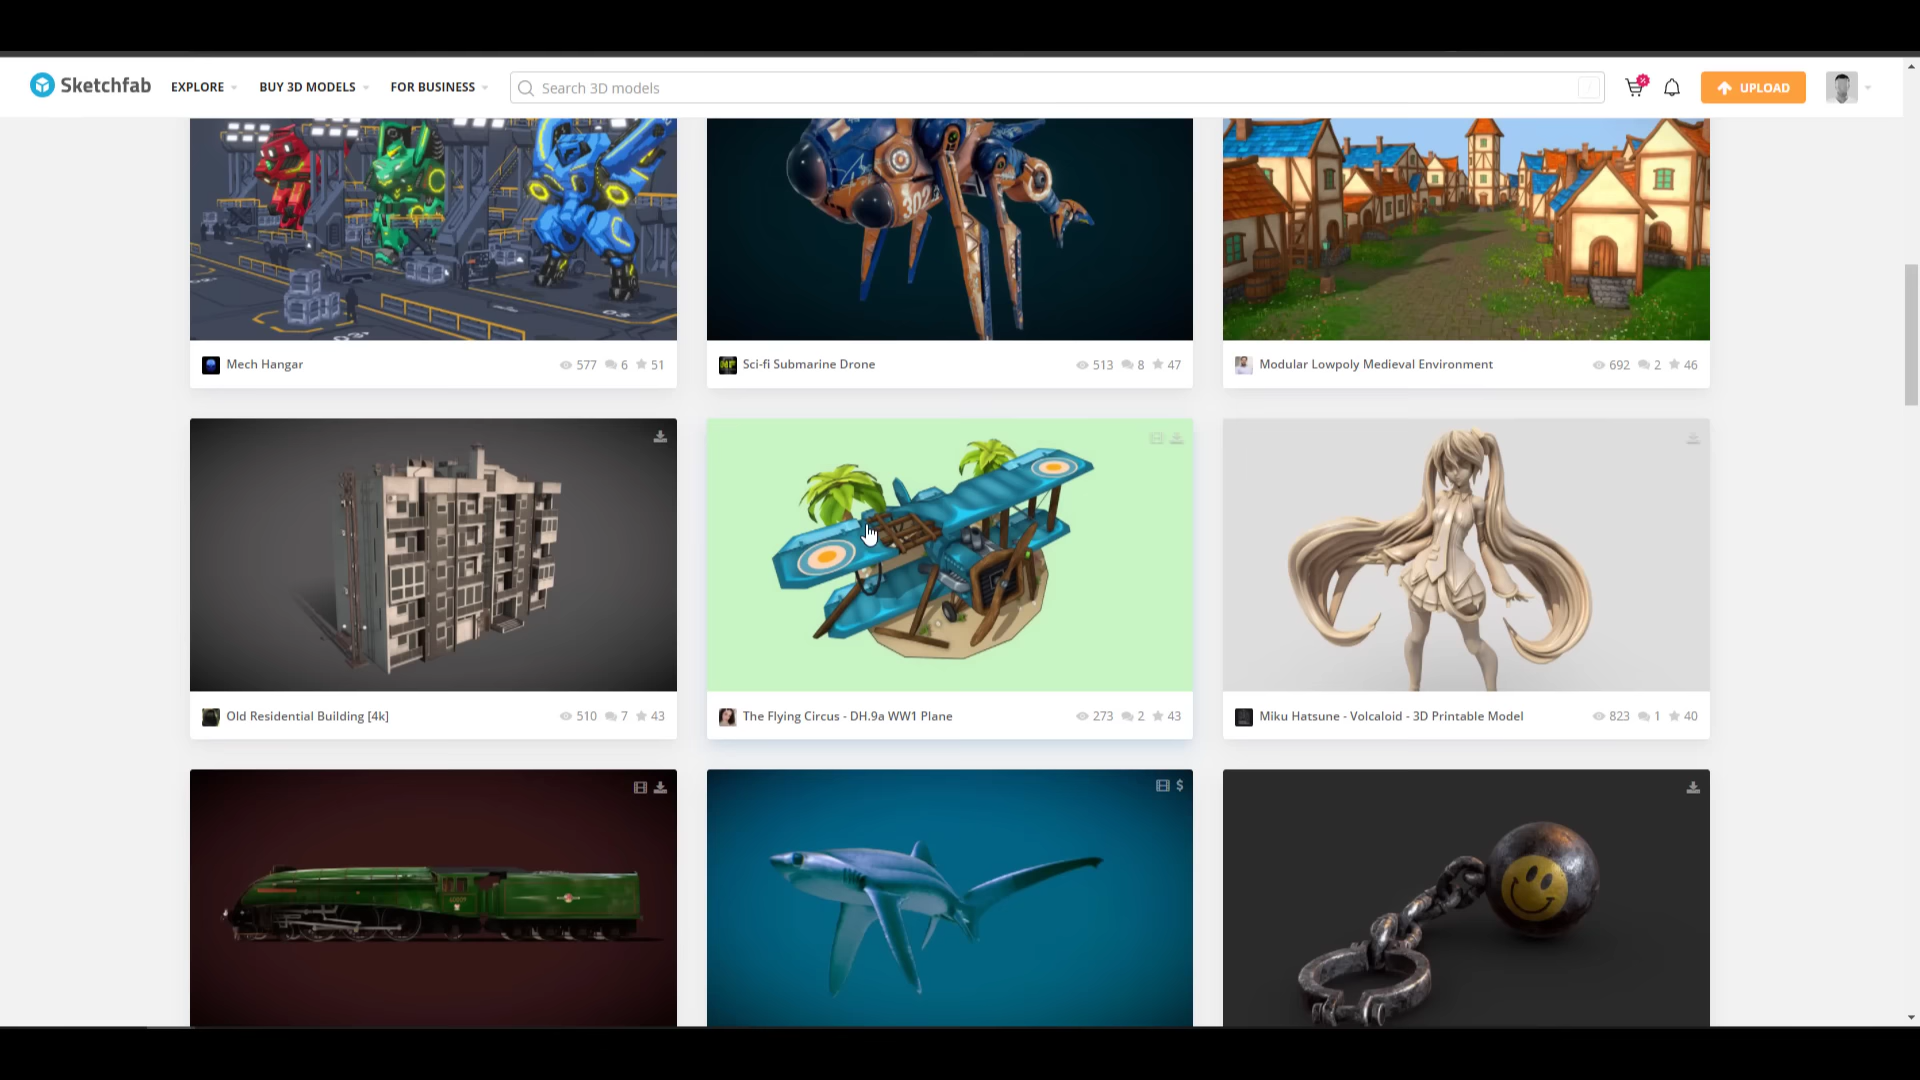 Sketchfab EXPLORE BUY 3D MODELS FOR BUSINESS Search 3D models / UPLOAD
302
Mech Hangar 577 6 51
Sci-fi Submarine Drone 513 8 47
Modular Lowpoly Medieval Environment 692 2 46
Old Residential Building [4k] 510 7 43
The Flying Circus - DH.9a WW1 Plane 273 2 43
Miku Hatsune - Volcaloid - 3D Printable Model 823 1 40
$